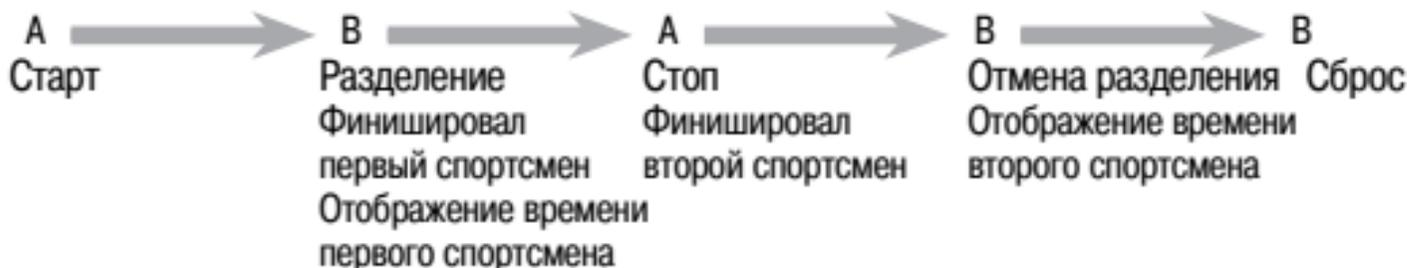 A B A B B
Старт Разделение Стоп Отмена разделения Сброс
Финишировал Финишировал Отображение времени
первый спортсмен второй спортсмен второго спортсмена
Отображение времени
первого спортсмена